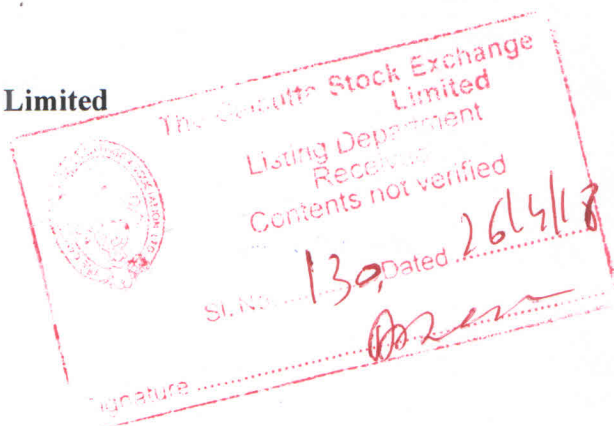 Limited
The Calcutta Stock Exchange
Limited
Listing Department
Received
Contents not verified
Sl. No. ........ 130, Dated 26/4/18
Signature ........